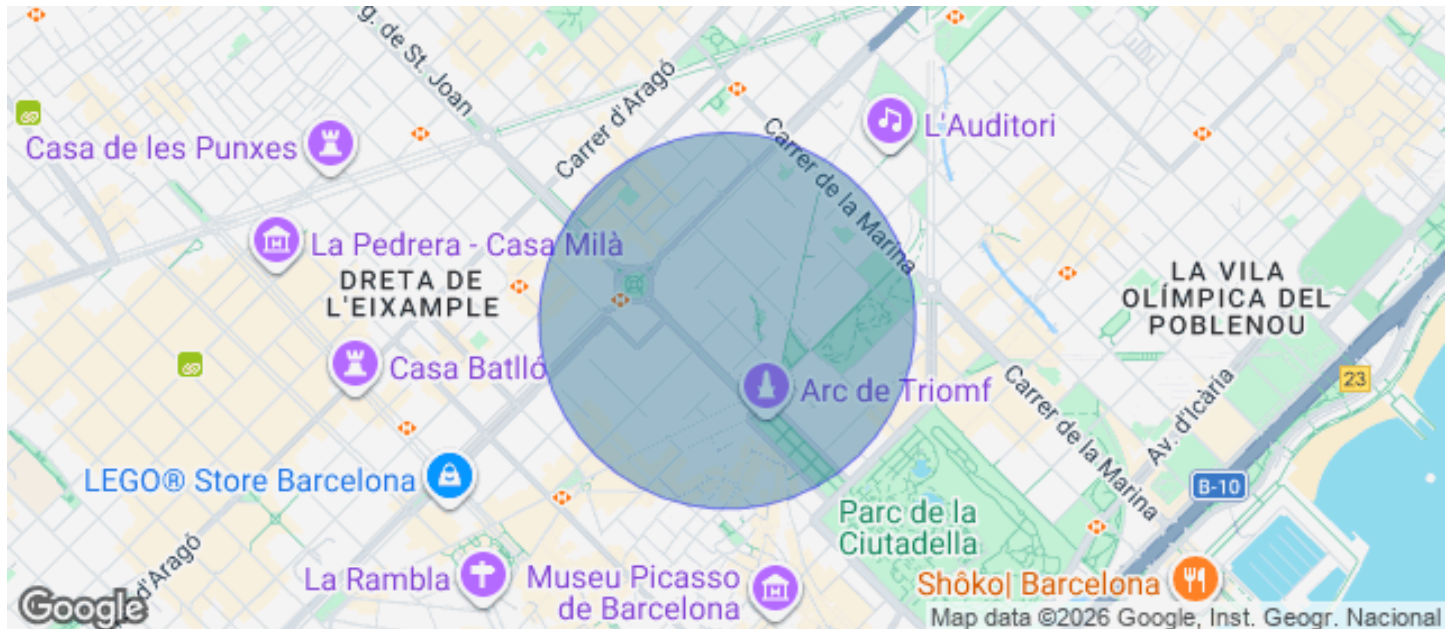 g. de St. Joan
Carrer d'Aragó
Carrer de la Marina
L'Auditori
Casa de les Punxes
La Pedrera - Casa Milà
DRETA DE
L'EIXAMPLE
LA VILA
OLÍMPICA DEL
POBLENOU
Casa Batlló
Arc de Triomf
23
Carrer de la Marina
Av. d'Icària
LEGO® Store Barcelona
B-10
Parc de la
Ciutadella
d'Aragó
La Rambla
Museu Picasso
de Barcelona
Shôko| Barcelona
Google
Map data ©2026 Google, Inst. Geogr. Nacional